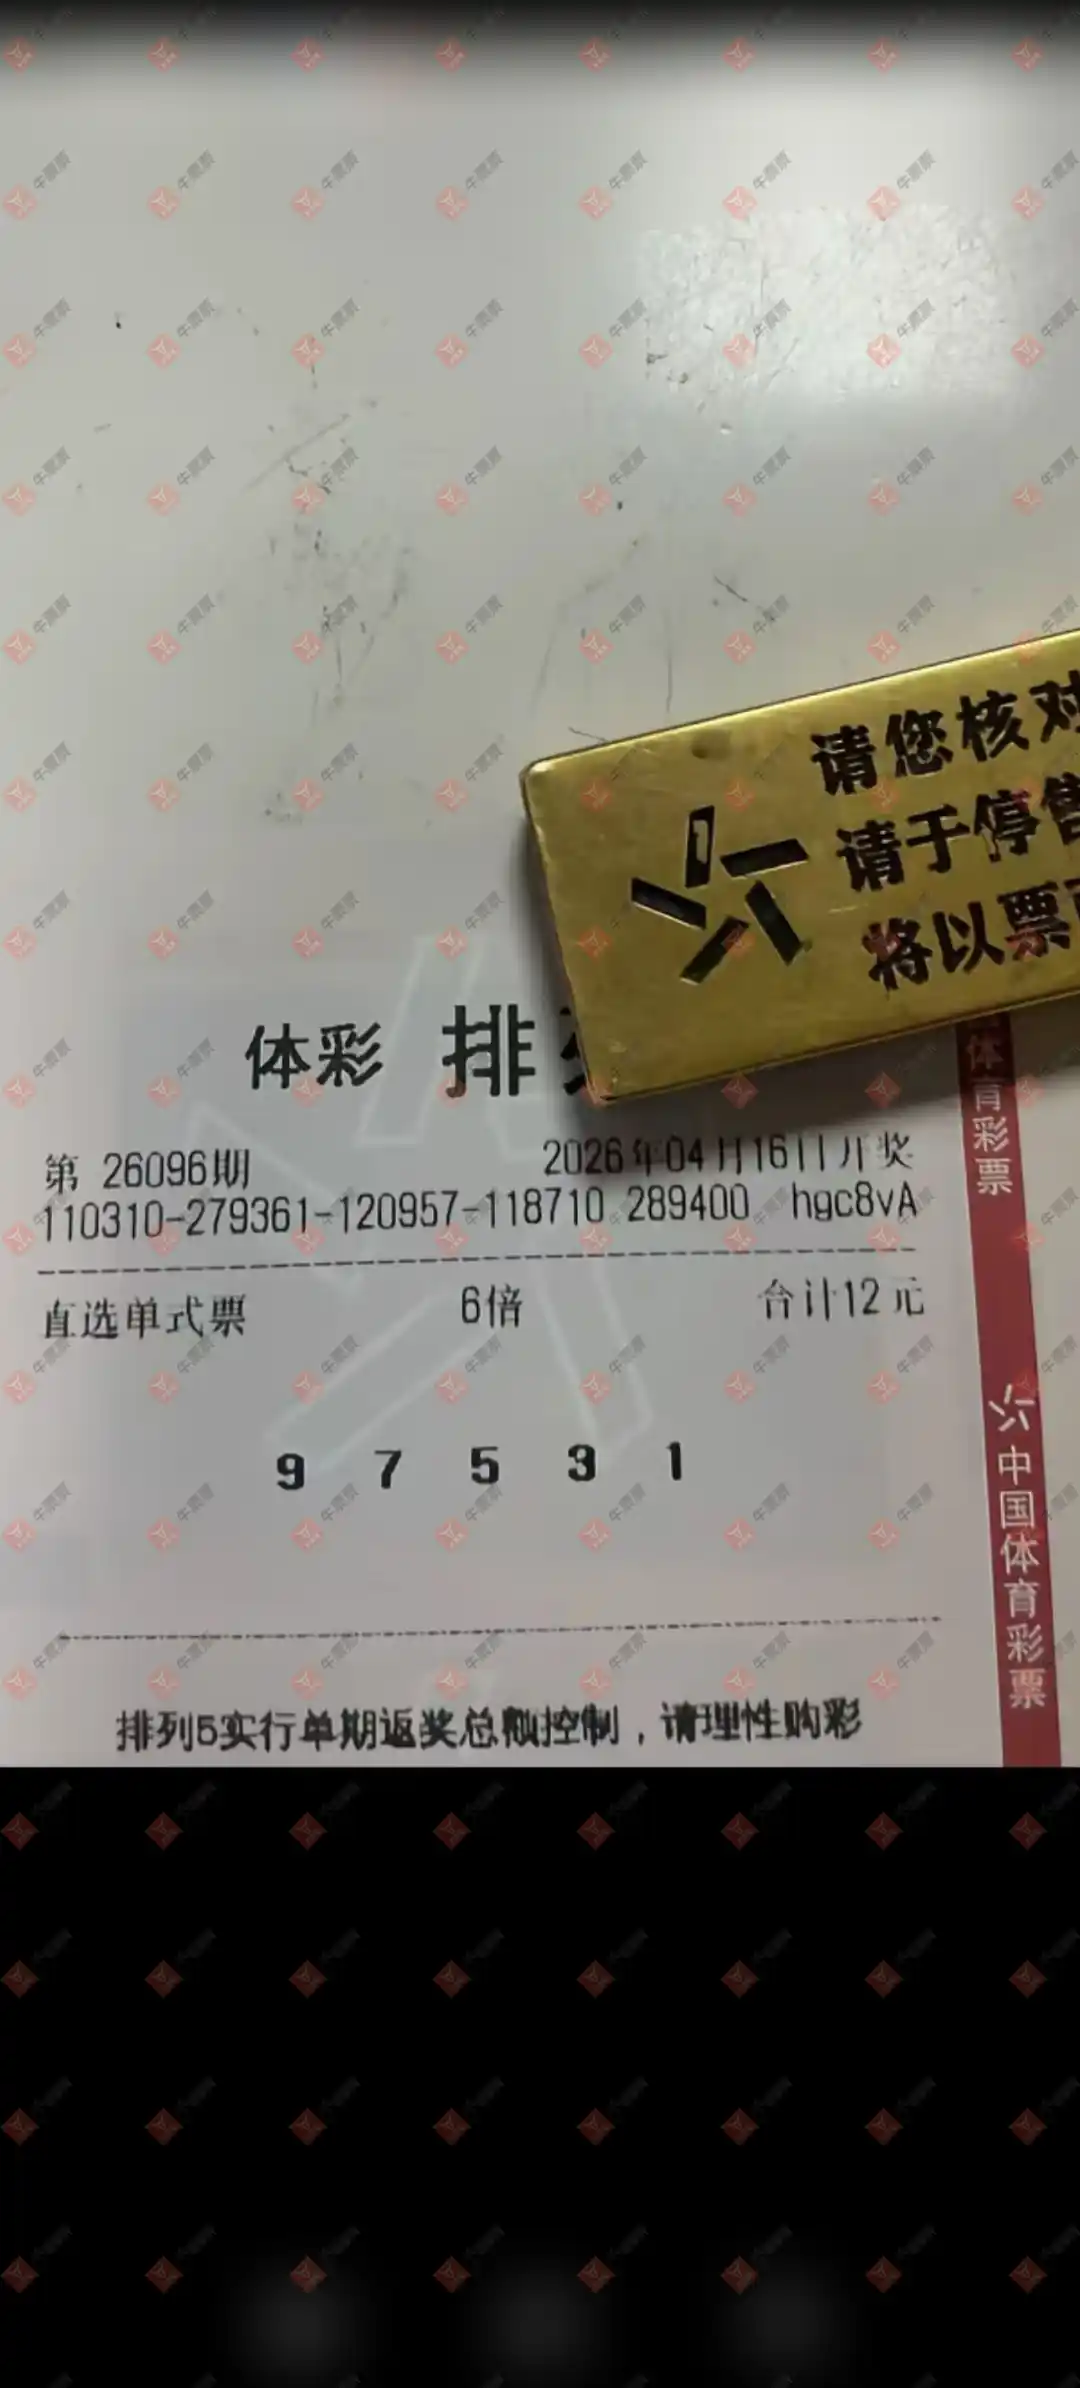 请您核对
请于停售
将以票
体彩 排
第 26096期 2026年04月16日开奖
110310-279361-120957-118710 289400 hgc8vA
直选单式票 6倍 合计12元
9 7 5 3 1
排列5实行单期返奖总额控制，请理性购彩
体育彩票
中国体育彩票
牛票票